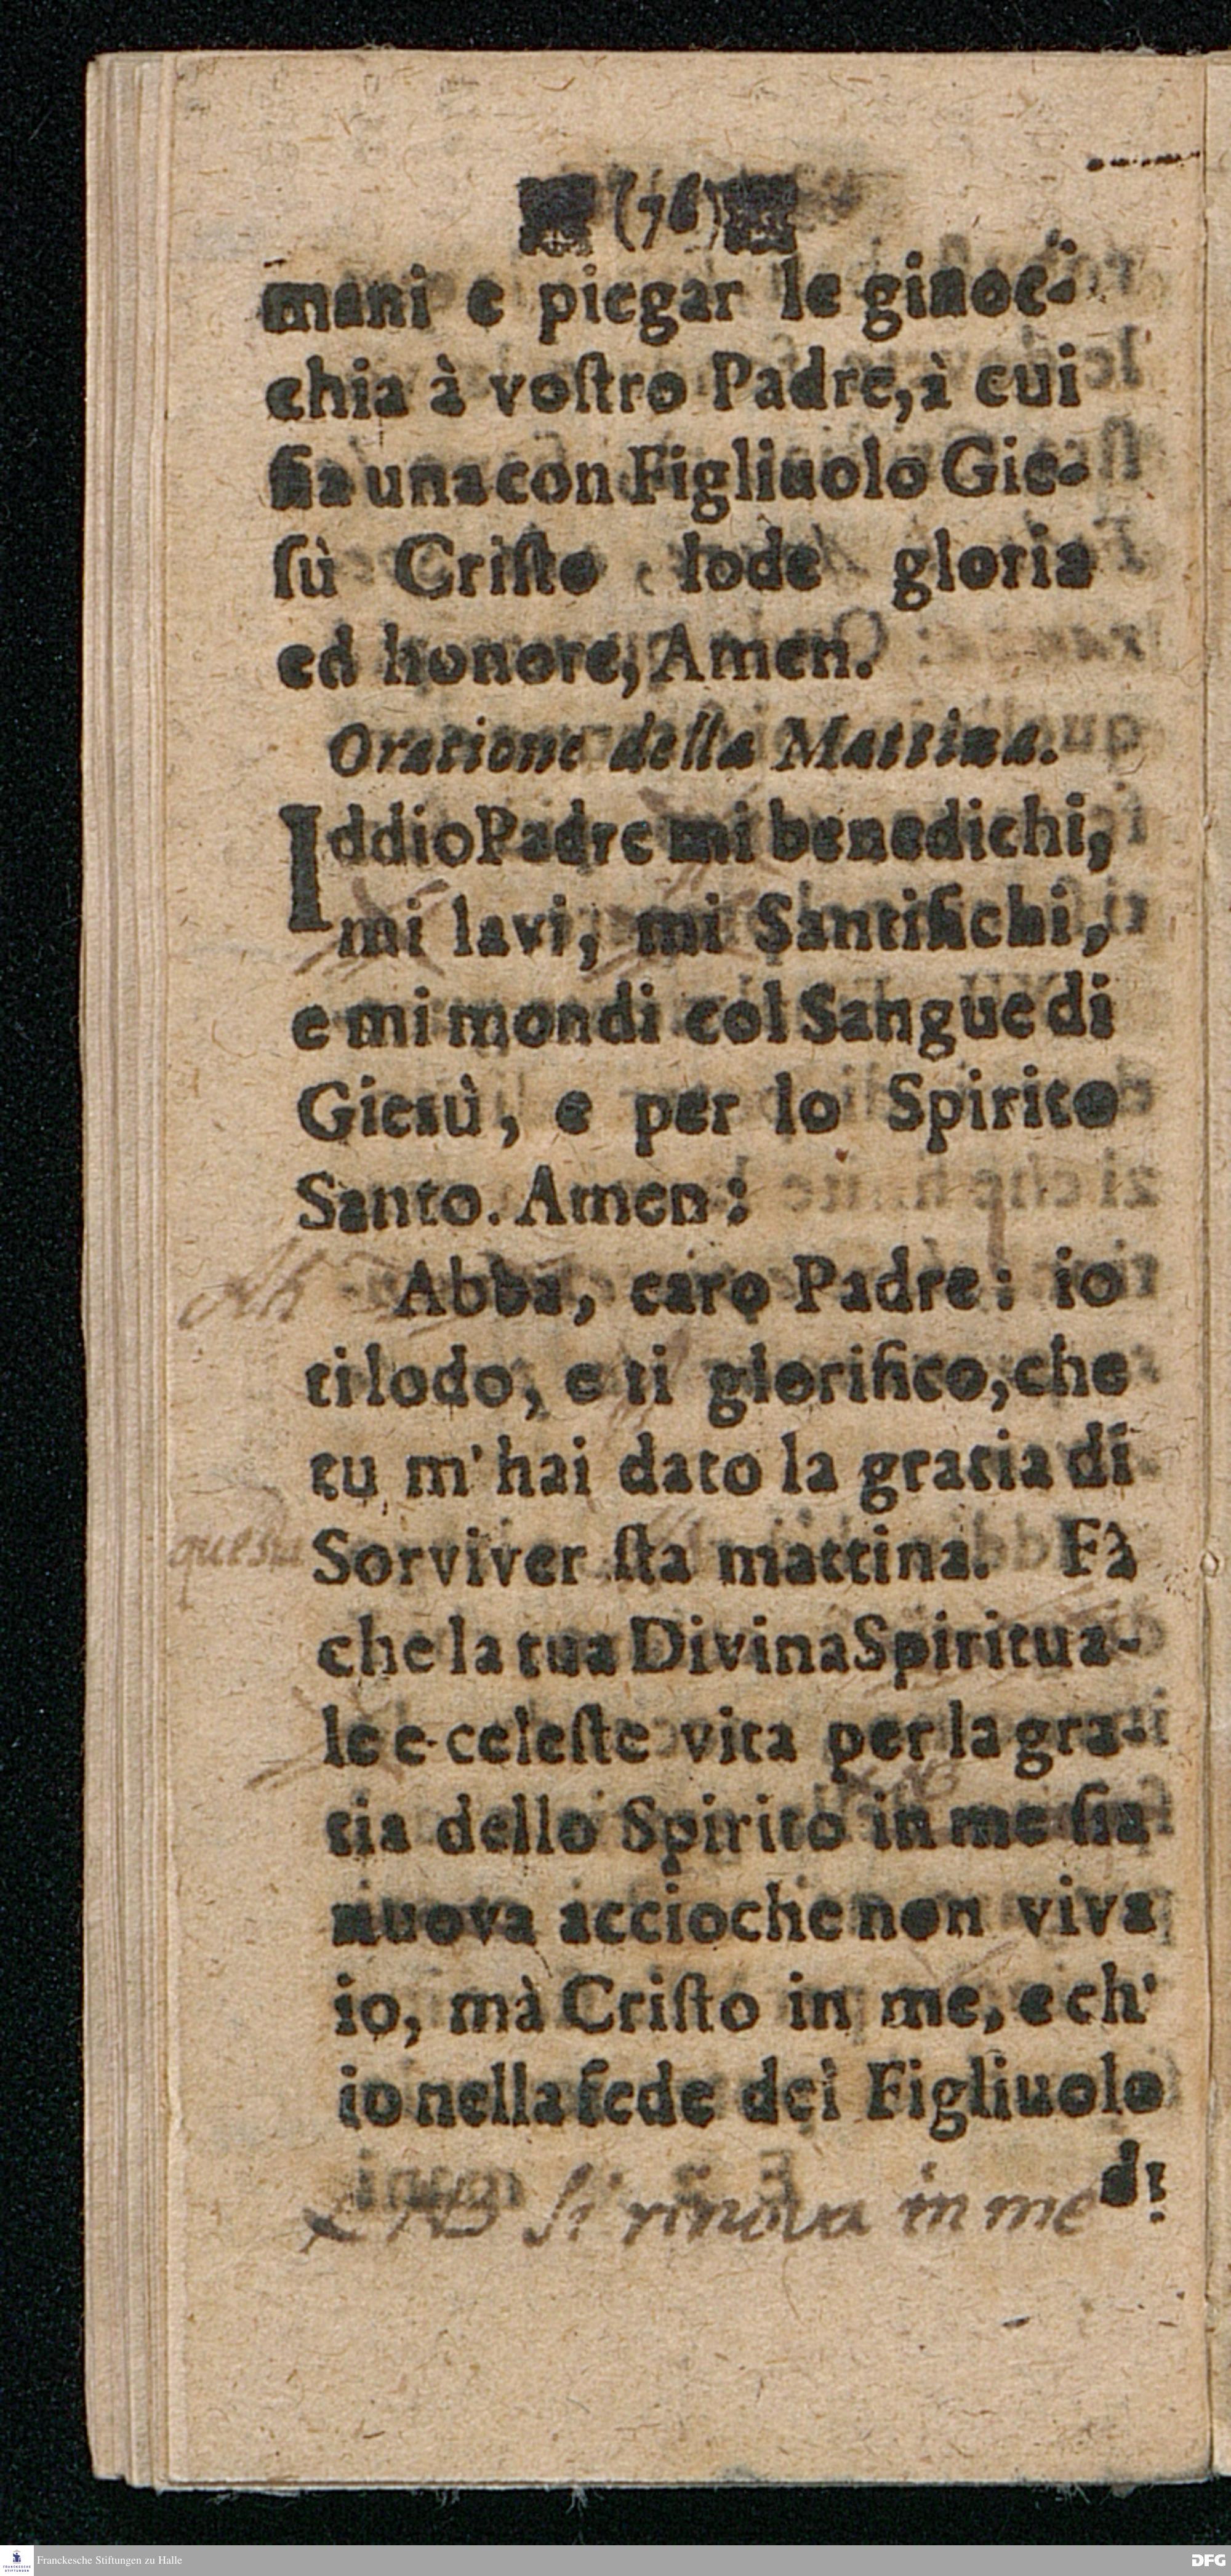 (76)
mani e piegar le ginoc-
chia à voſtro Padre, à cui
ſia una con Figliuolo Gie-
ſù Criſto lode gloria
ed honore, Amen.
Oratione della Mattina.
Iddio Padre mi benedichi,
mi lavi, mi Santifichi,
e mi mondi col Sangue di
Giesù, e per lo Spirito
Santo. Amen:
Abba, caro Padre: io
ti lodo, e ti glorifico, che
tu m'hai dato la gratia di
questa Sorviver ſta mattina. Fà
che la tua Divina Spiritua-
le e celeſte vita per la gra-
tia dello Spirito in me ſia
nuova accioche non viva
io, mà Criſto in me, e ch'
io nella fede del Figliuolo
di
si rinova in me
Franckesche Stiftungen zu Halle
DFG